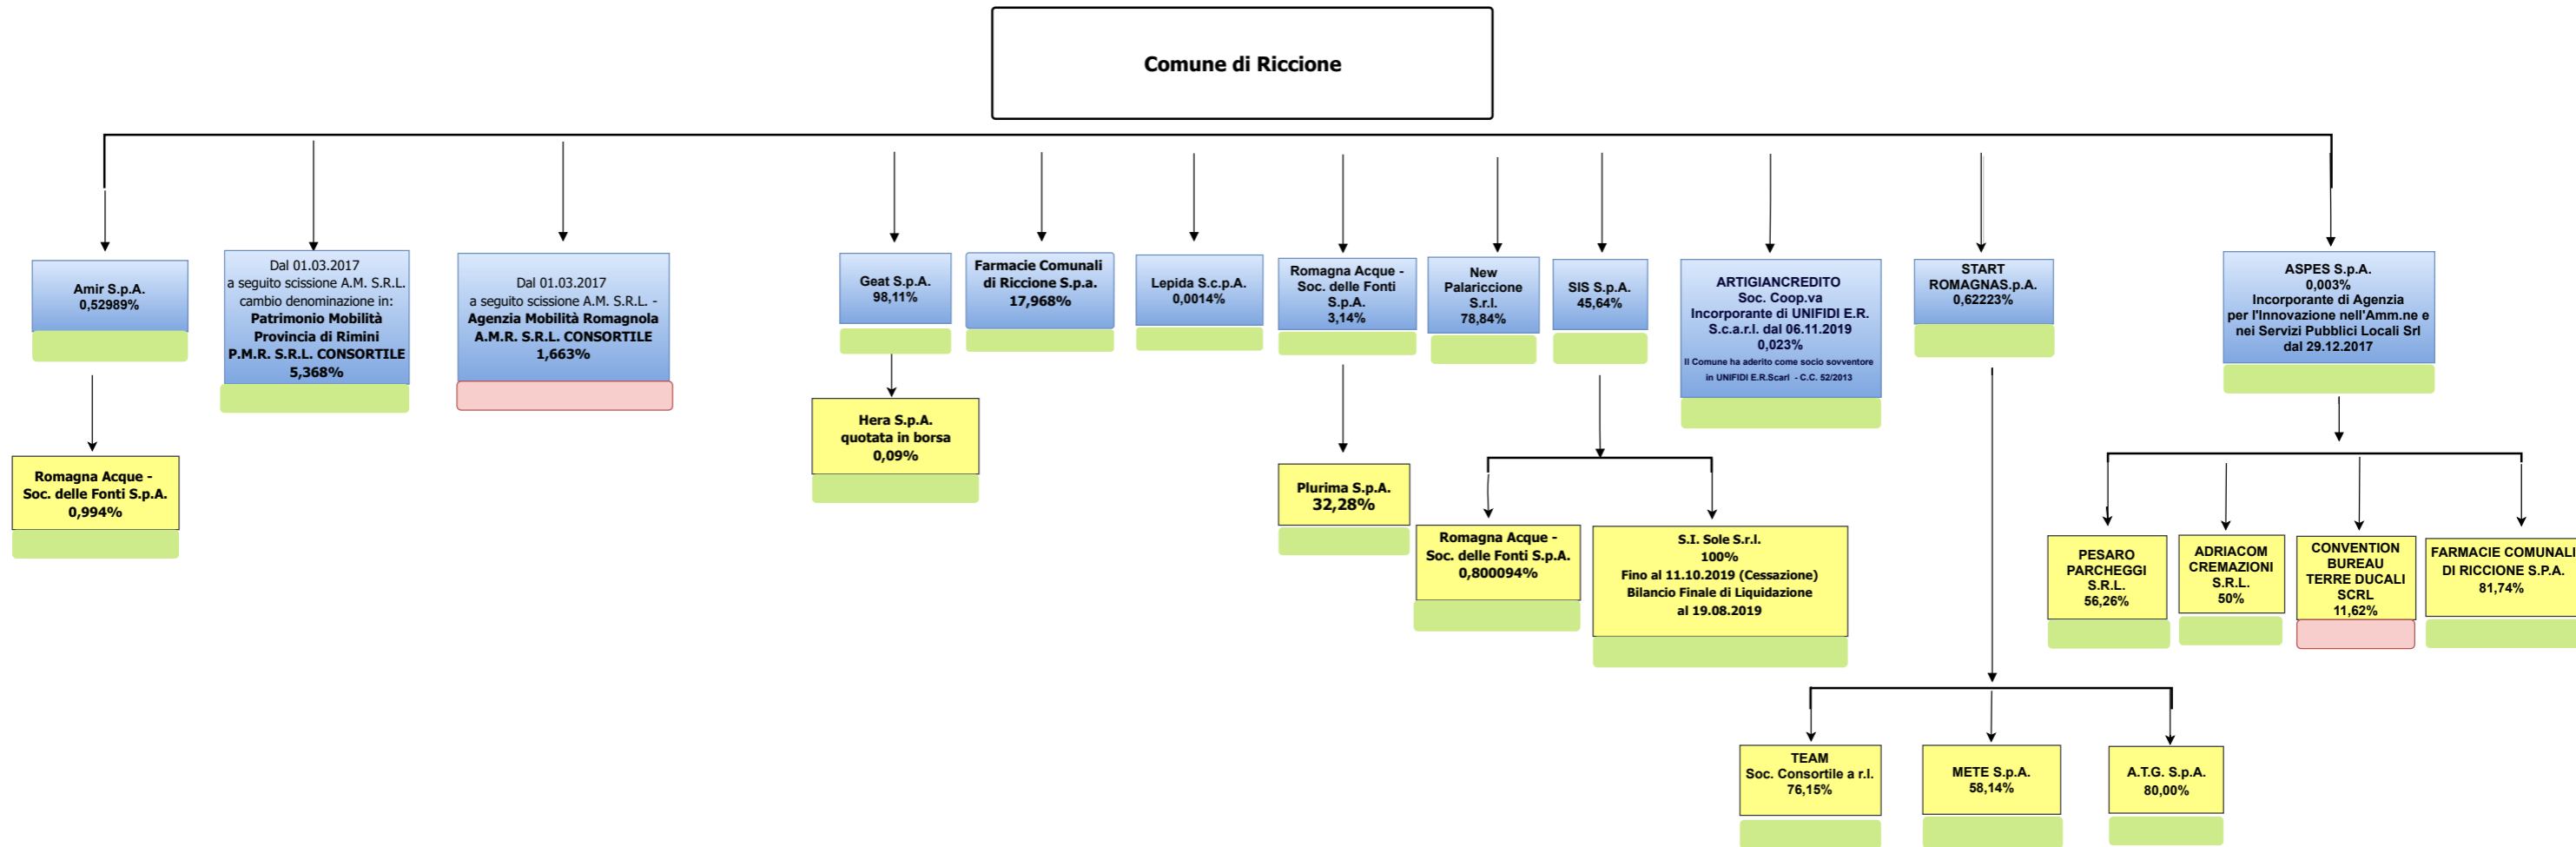 Comune di Riccione
Amir S.p.A.
0,52989%
Dal 01.03.2017
a seguito scissione A.M. S.R.L.
cambio denominazione in:
Patrimonio Mobilità
Provincia di Rimini
P.M.R. S.R.L. CONSORTILE
5,368%
Dal 01.03.2017
a seguito scissione A.M. S.R.L. -
Agenzia Mobilità Romagnola
A.M.R. S.R.L. CONSORTILE
1,663%
Geat S.p.A.
98,11%
Farmacie Comunali
di Riccione S.p.a.
17,968%
Lepida S.c.p.A.
0,0014%
Romagna Acque -
Soc. delle Fonti
S.p.A.
3,14%
New
Palariccione
S.r.l.
78,84%
SIS S.p.A.
45,64%
ARTIGIANCREDITO
Soc. Coop.va
Incorporante di UNIFIDI E.R.
S.c.a.r.l. dal 06.11.2019
0,023%
Il Comune ha aderito come socio sovventore
in UNIFIDI E.R.Scarl - C.C. 52/2013
START
ROMAGNAS.p.A.
0,62223%
ASPES S.p.A.
0,003%
Incorporante di Agenzia
per l'Innovazione nell'Amm.ne e
nei Servizi Pubblici Locali Srl
dal 29.12.2017
Romagna Acque -
Soc. delle Fonti S.p.A.
0,994%
Hera S.p.A.
quotata in borsa
0,09%
Plurima S.p.A.
32,28%
Romagna Acque -
Soc. delle Fonti S.p.A.
0,800094%
S.I. Sole S.r.l.
100%
Fino al 11.10.2019 (Cessazione)
Bilancio Finale di Liquidazione
al 19.08.2019
PESARO
PARCHEGGI
S.R.L.
56,26%
ADRIACOM
CREMAZIONI
S.R.L.
50%
CONVENTION
BUREAU
TERRE DUCALI
SCRL
11,62%
FARMACIE COMUNALI
DI RICCIONE S.P.A.
81,74%
TEAM
Soc. Consortile a r.l.
76,15%
METE S.p.A.
58,14%
A.T.G. S.p.A.
80,00%